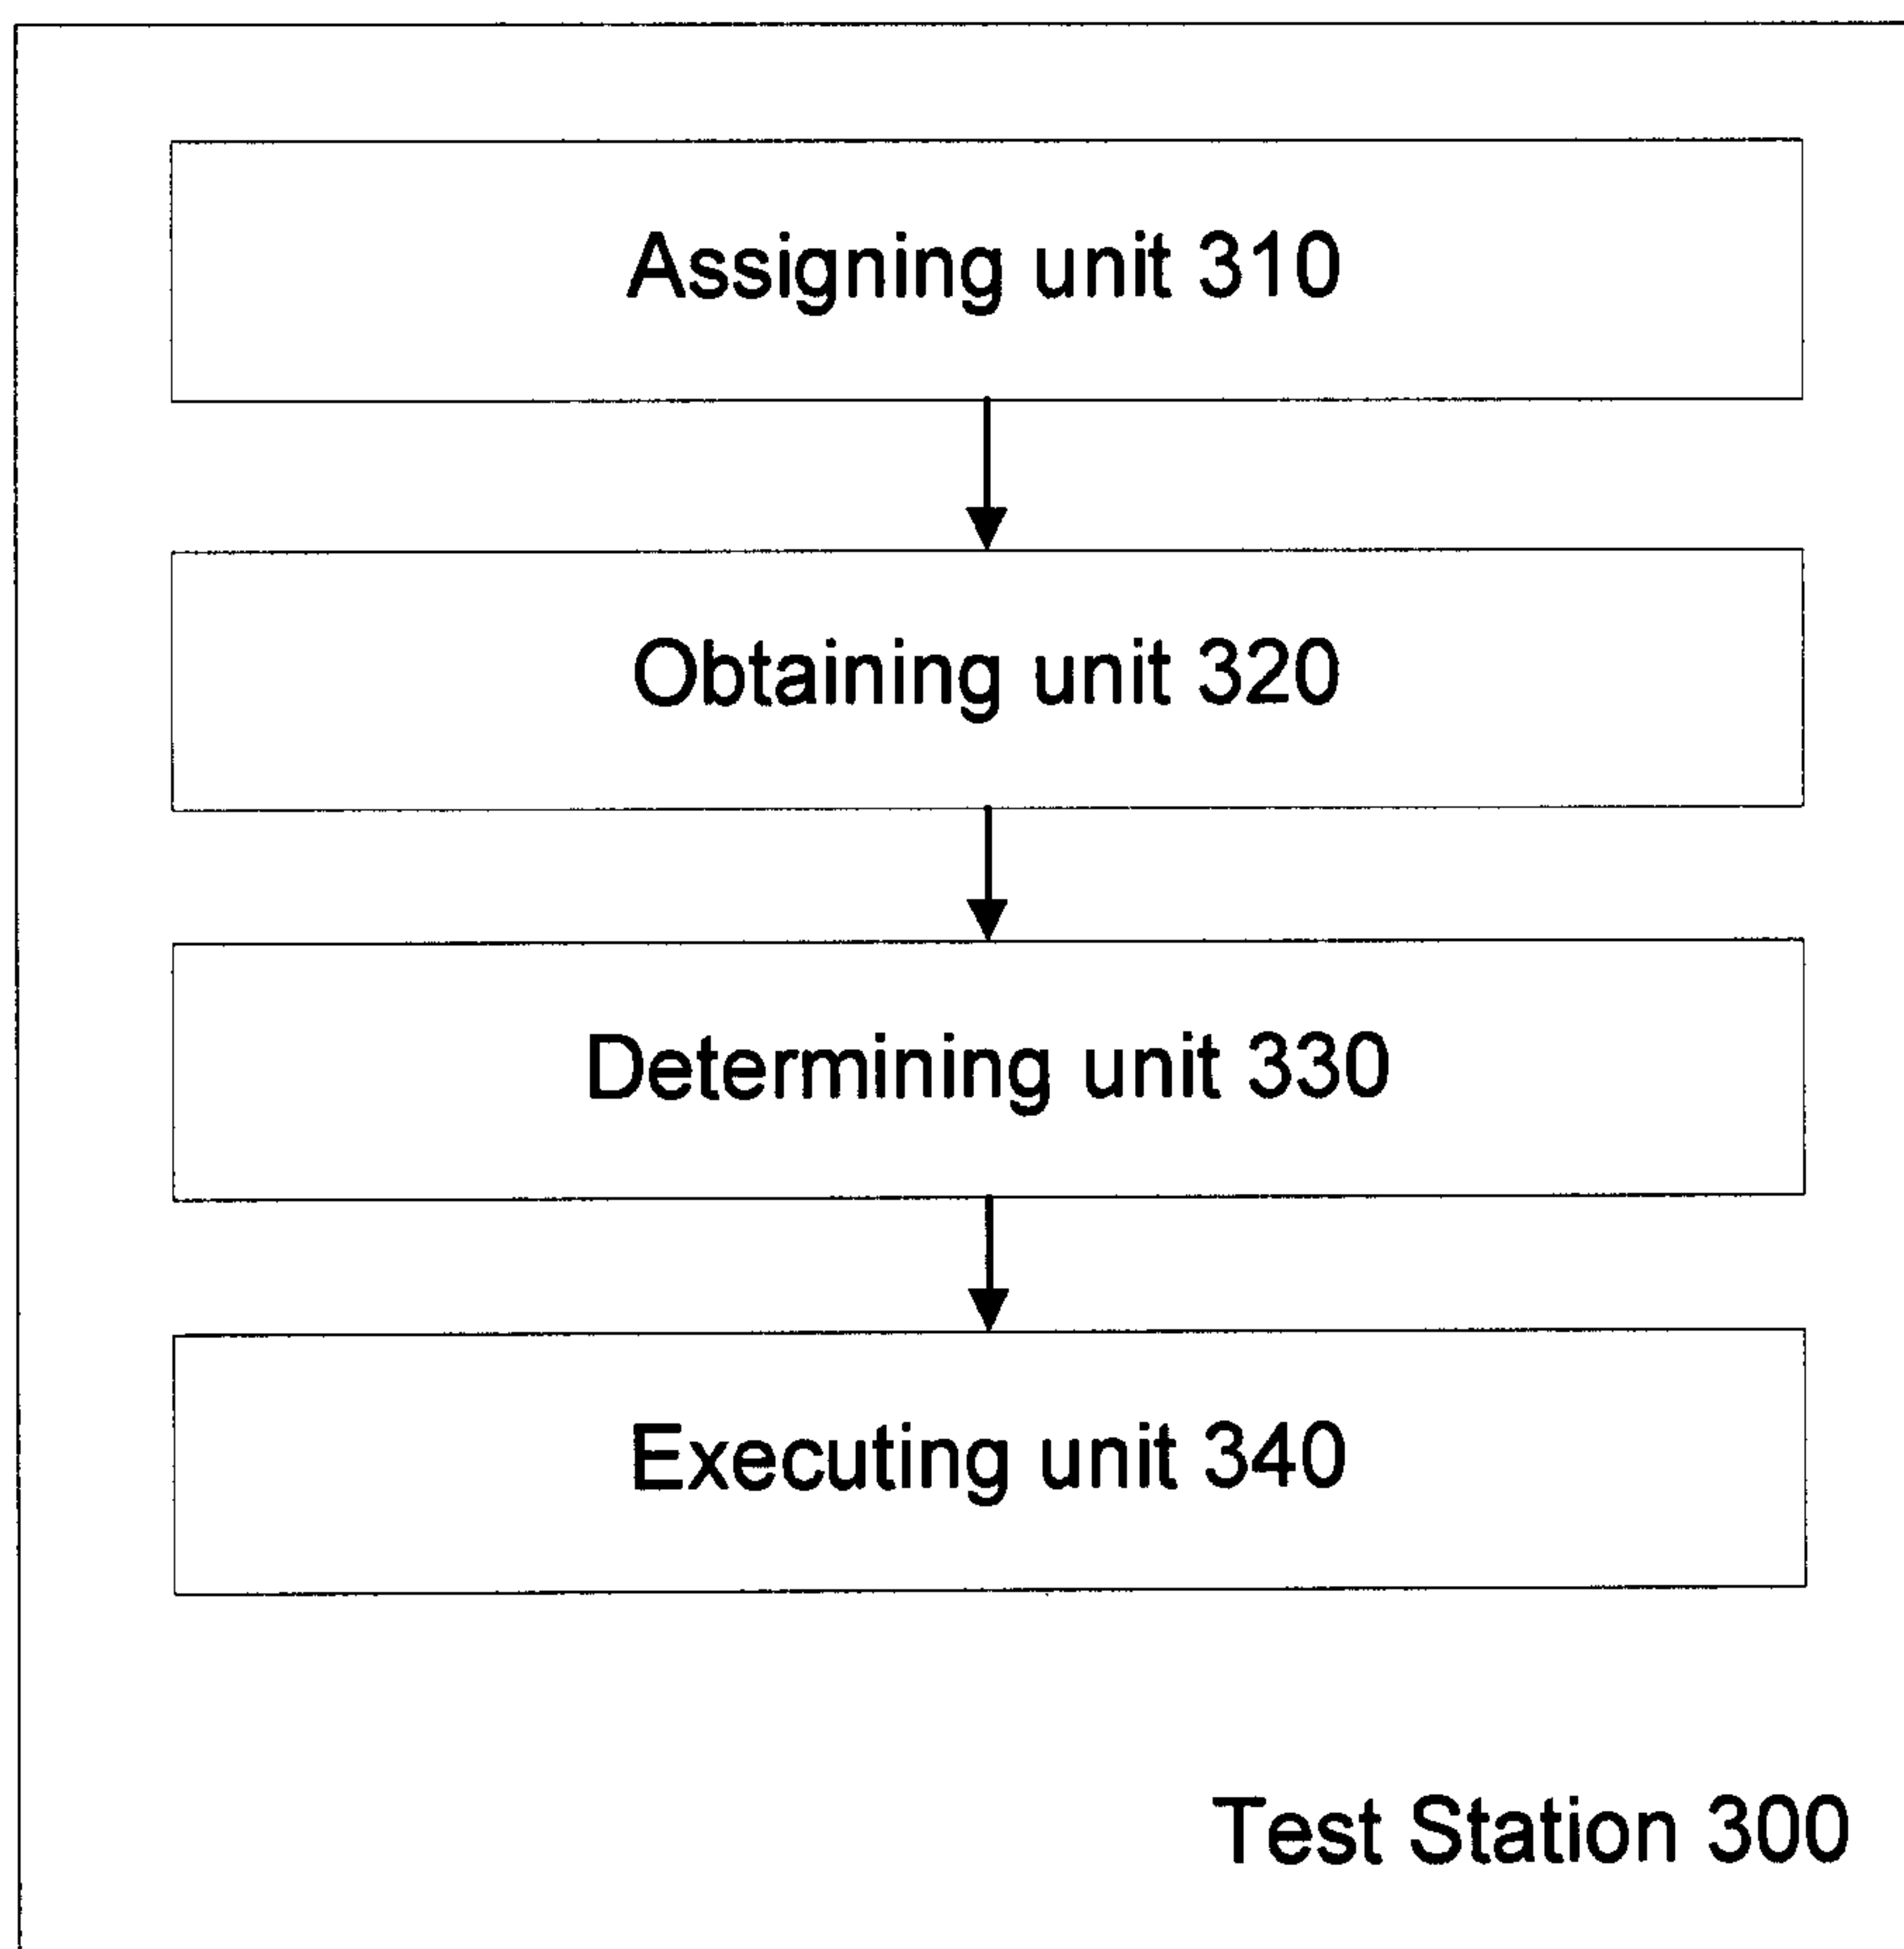 Assigning unit 310
Obtaining unit 320
Determining unit 330
Executing unit 340
Test Station 300